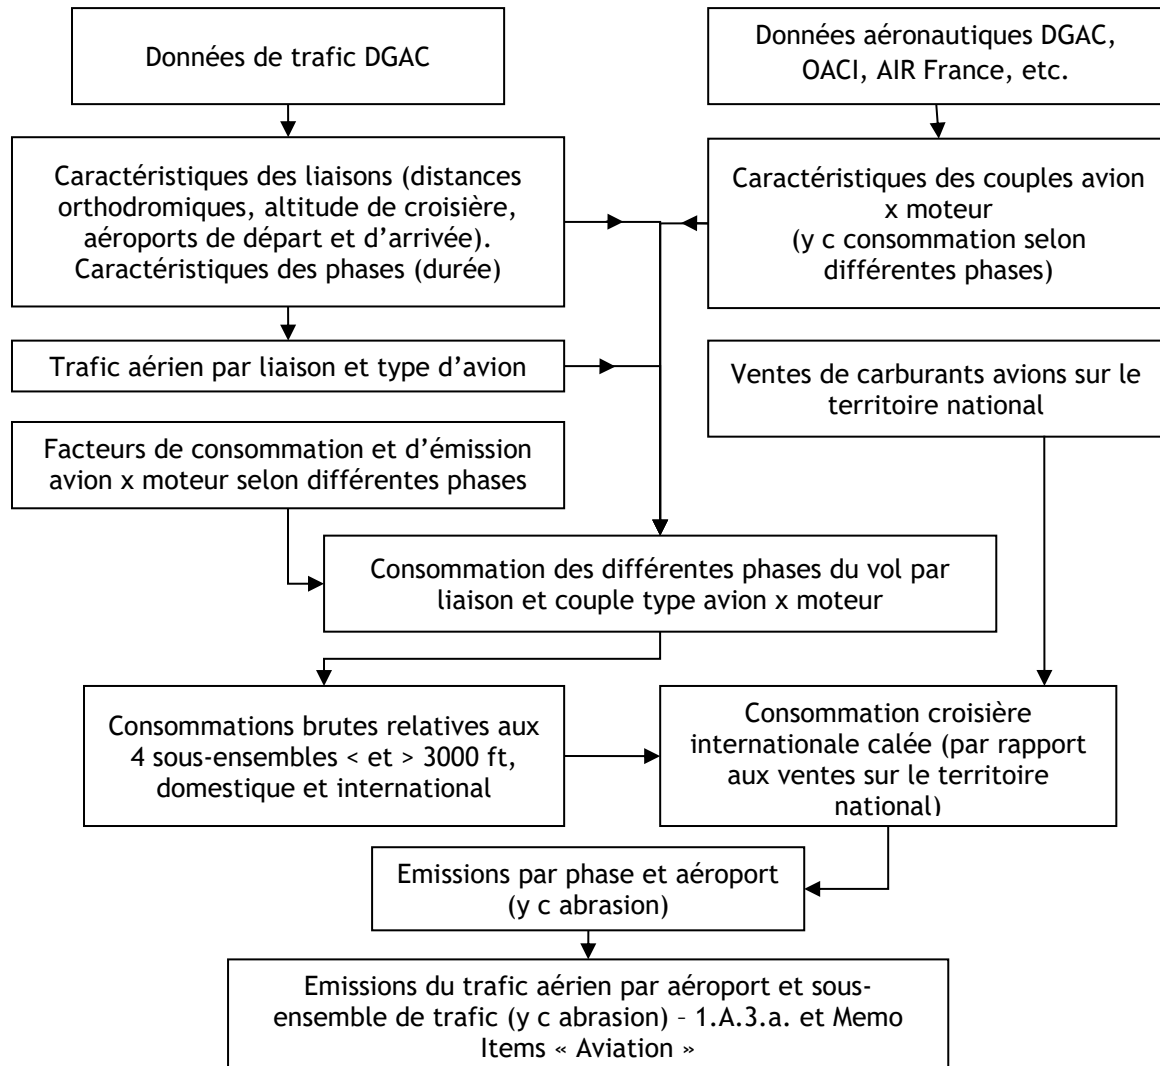 Données de trafic DGAC
Données aéronautiques DGAC,
OACI, AIR France, etc.
Caractéristiques des liaisons (distances
orthodromiques, altitude de croisière,
aéroports de départ et d'arrivée).
Caractéristiques des phases (durée)
Caractéristiques des couples avion
x moteur
(y c consommation selon
différentes phases)
Trafic aérien par liaison et type d'avion
Ventes de carburants avions sur le
territoire national
Facteurs de consommation et d'émission
avion x moteur selon différentes phases
Consommation des différentes phases du vol par
liaison et couple type avion x moteur
Consommations brutes relatives aux
4 sous-ensembles < et > 3000 ft,
domestique et international
Consommation croisière
internationale calée (par rapport
aux ventes sur le territoire
national)
Emissions par phase et aéroport
(y c abrasion)
Emissions du trafic aérien par aéroport et sous-
ensemble de trafic (y c abrasion) – 1.A.3.a. et Memo
Items « Aviation »